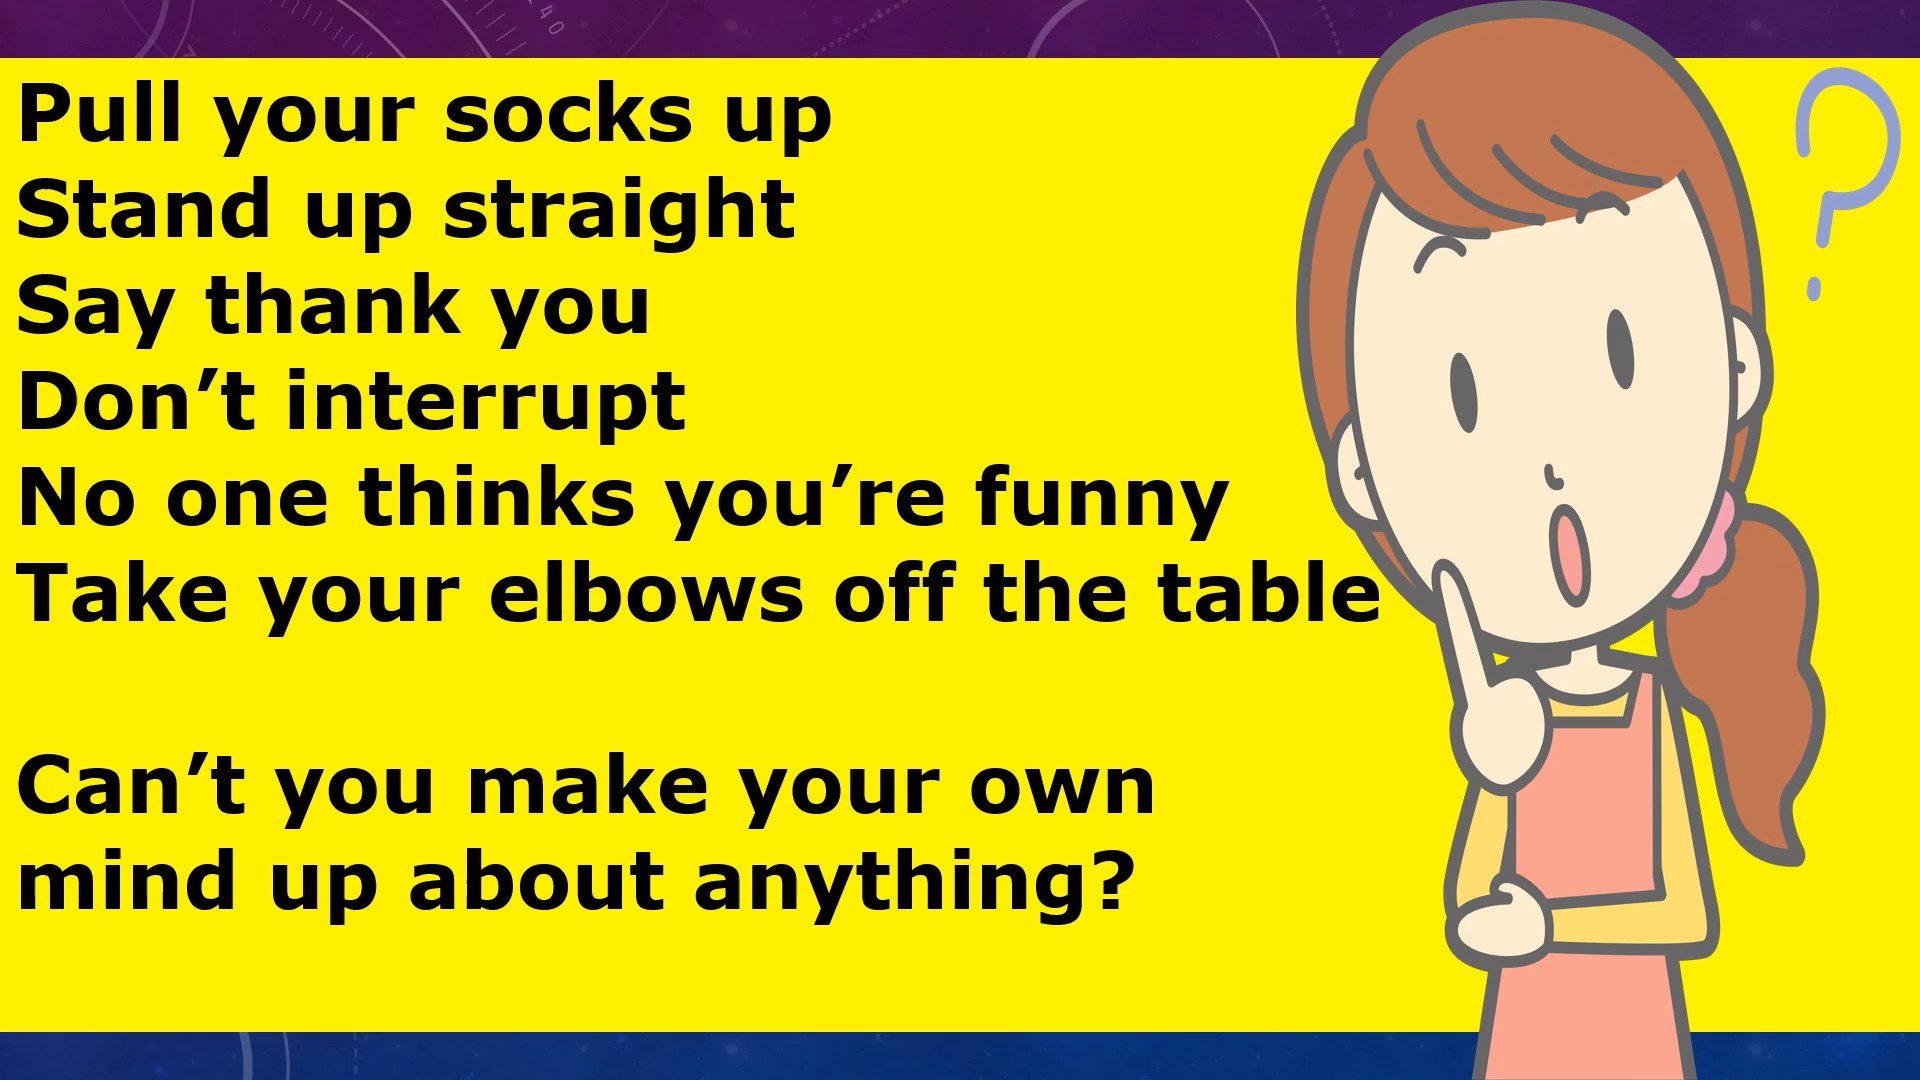 40
Pull your socks up
Stand up straight
Say thank you
Don’t interrupt
No one thinks you’re funny
Take your elbows off the table
Can’t you make your own
mind up about anything?